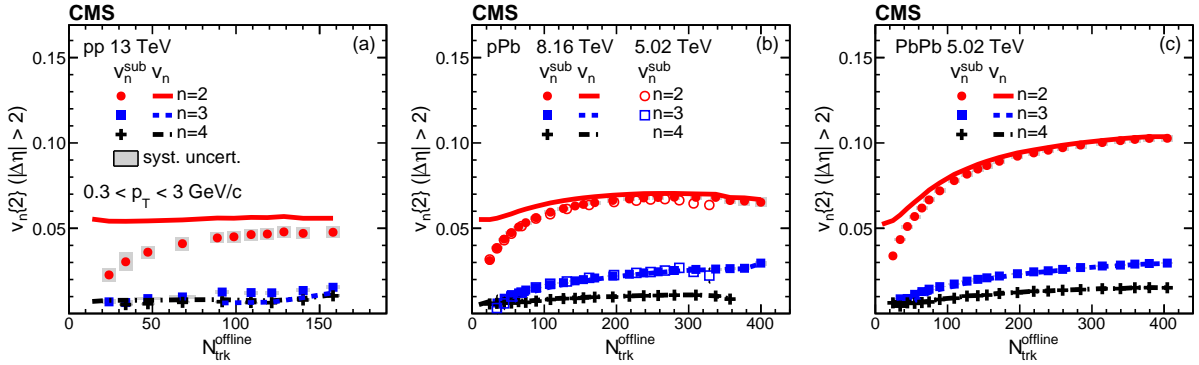 CMS
pp 13 TeV
(a)
v_n^sub v_n
n=2
n=3
n=4
syst. uncert.
0.3 < p_T < 3 GeV/c
v_n{2} (|Δη| > 2)
0.15
0.10
0.05
0 50 100 150
N_trk^offline
CMS
pPb 8.16 TeV 5.02 TeV
(b)
v_n^sub v_n v_n^sub
n=2
n=3
n=4
v_n{2} (|Δη| > 2)
0.15
0.10
0.05
0 100 200 300 400
N_trk^offline
CMS
PbPb 5.02 TeV
(c)
v_n^sub v_n
n=2
n=3
n=4
v_n{2} (|Δη| > 2)
0.15
0.10
0.05
0 100 200 300 400
N_trk^offline